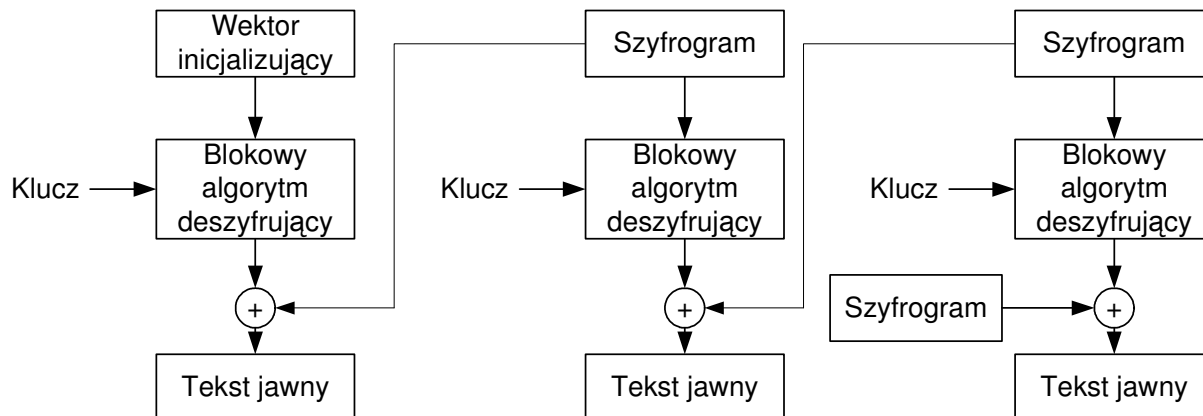 Wektor
inicjalizujący
Szyfrogram
Szyfrogram
Klucz
Blokowy
algorytm
deszyfrujący
Klucz
Blokowy
algorytm
deszyfrujący
Klucz
Blokowy
algorytm
deszyfrujący
+
+
Szyfrogram
+
Tekst jawny
Tekst jawny
Tekst jawny